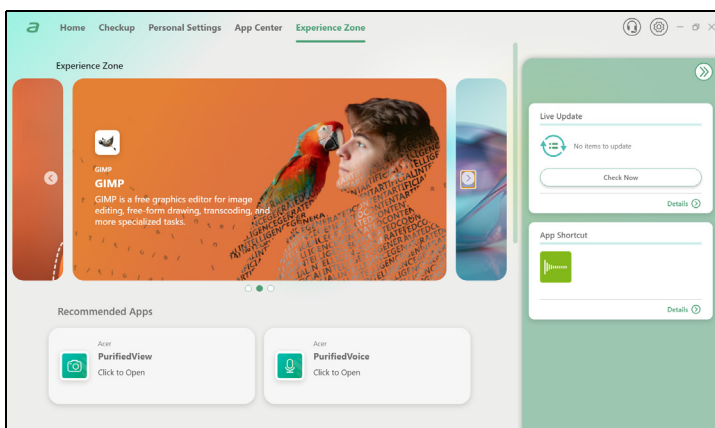 a
Home Checkup Personal Settings App Center Experience Zone
Experience Zone
GIMP
GIMP
GIMP is a free graphics editor for image
editing, free-form drawing, transcoding, and
more specialized tasks.
Recommended Apps
Acer
PurifiedView
Click to Open
Acer
PurifiedVoice
Click to Open
Live Update
No items to update
Check Now
Details
App Shortcut
Details